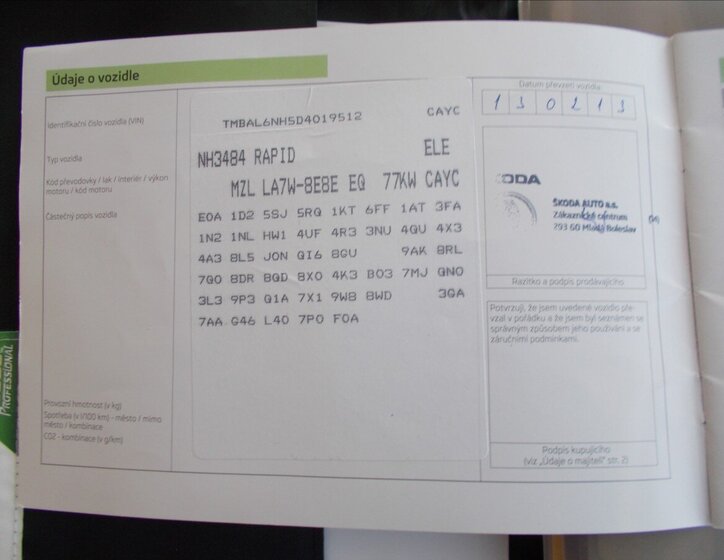 Údaje o vozidle
Identifikační číslo vozidla (VIN)
Typ vozidla
Kód převodovky / lak / interiér / výkon
motoru / kód motoru
Částečný popis vozidla
Provozní hmotnost (v kg)
Spotřeba (v l/100 km) - město / mimo
město / kombinace
CO2 - kombinace (v g/km)
TMBAL6NH5D4019512 CAYC
NH3484 RAPID ELE
MZL LA7W-8E8E EQ 77KW CAYC
E0A 1D2 5SJ 5RQ 1KT 6FF 1AT 3FA
1N2 1NL HW1 4UF 4R3 3NU 4QU 4X3
4A3 8L5 J0N QI6 8GU 9AK 8RL
7Q0 8DR 8QD 8X0 4K3 B03 7MJ QN0
3L3 9P3 Q1A 7X1 9W8 8WD 3GA
7AA G46 L40 7P0 F0A
Datum převzetí vozidla
1 3 0 2 1 3
ŠKODA AUTO a.s.
Zákaznické centrum
293 60 Mladá Boleslav
Razítko a podpis prodávajícího
Potvrzuji, že jsem uvedené vozidlo pře-
vzal v pořádku a že jsem byl seznámen se
správným způsobem jeho používání a se
záručními podmínkami.
Podpis kupujícího
(viz „Údaje o majiteli“ str. 2)
PROFESSIONAL